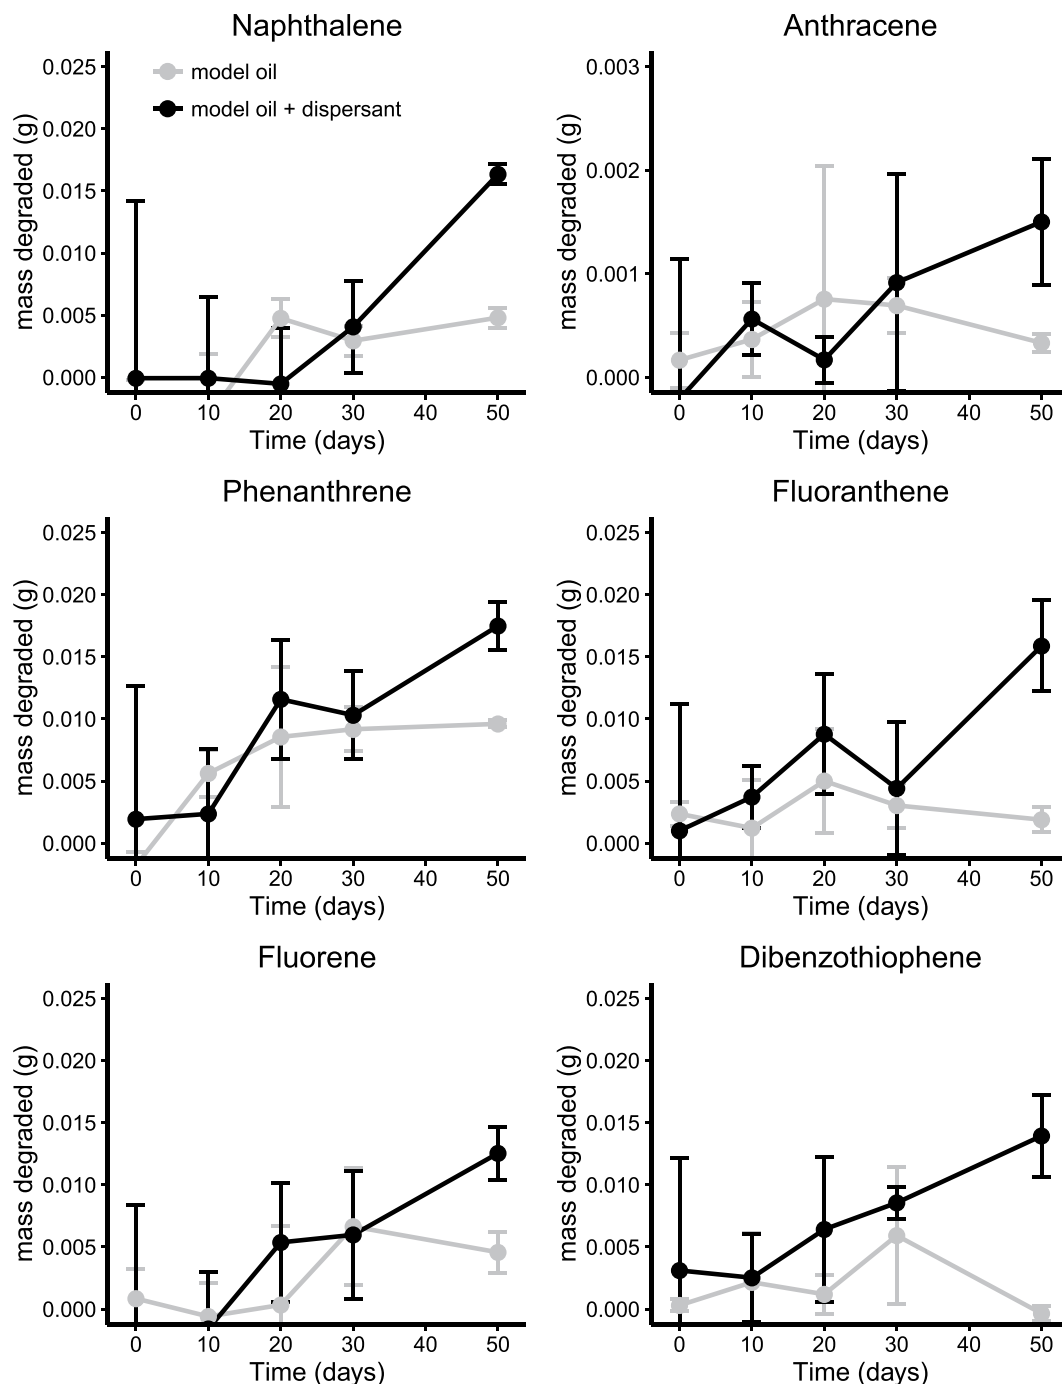 Naphthalene
mass degraded (g)
0.025
0.020
0.015
0.010
0.005
0.000
model oil
model oil + dispersant
0 10 20 30 40 50
Time (days)
Anthracene
mass degraded (g)
0.003
0.002
0.001
0.000
0 10 20 30 40 50
Time (days)
Phenanthrene
mass degraded (g)
0.025
0.020
0.015
0.010
0.005
0.000
0 10 20 30 40 50
Time (days)
Fluoranthene
mass degraded (g)
0.025
0.020
0.015
0.010
0.005
0.000
0 10 20 30 40 50
Time (days)
Fluorene
mass degraded (g)
0.025
0.020
0.015
0.010
0.005
0.000
0 10 20 30 40 50
Time (days)
Dibenzothiophene
mass degraded (g)
0.025
0.020
0.015
0.010
0.005
0.000
0 10 20 30 40 50
Time (days)